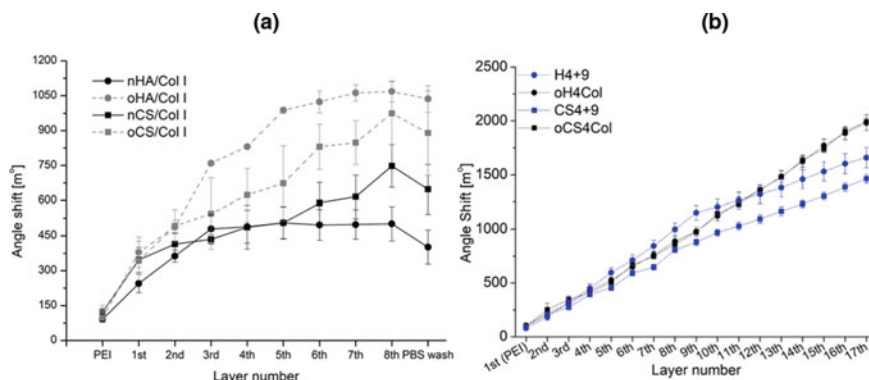 (a)
(b)
1200
1050
900
750
600
450
300
150
0
Angle shift [m°]
nHA/Col I
oHA/Col I
nCS/Col I
oCS/Col I
PEI 1st 2nd 3rd 4th 5th 6th 7th 8th PBS wash
Layer number
2500
2000
1500
1000
500
0
Angle Shift [m°]
H4+9
oH4Col
CS4+9
oCS4Col
1st (PEI) 2nd 3rd 4th 5th 6th 7th 8th 9th 10th 11th 12th 13th 14th 15th 16th 17th
Layer number